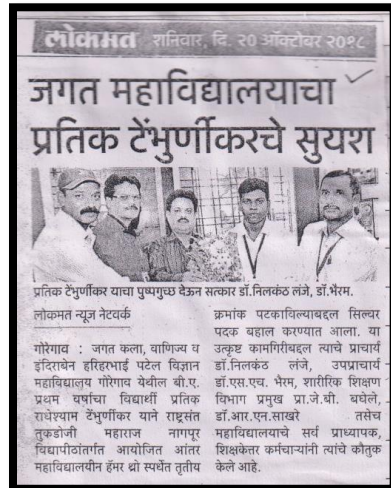 लोकमत शनिवार, दि. २० ऑक्टोबर २०१८
जगत महाविद्यालयाचा
प्रतिक टेंभुर्णीकरचे सुयश
प्रतिक टेंभुर्णीकर याचा पुष्पगुच्छ देऊन सत्कार डॉ.निलकंठ लंजे, डॉ.भैरम.
लोकमत न्यूज नेटवर्क
गोरेगाव : जगत कला, वाणिज्य व
इंदिराबेन हरिहरभाई पटेल विज्ञान
महाविद्यालय गोरेगाव येथील बी.ए.
प्रथम वर्षाचा विद्यार्थी प्रतिक
राधेश्याम टेंभुर्णीकर याने राष्ट्रसंत
तुकडोजी महाराज नागपूर
विद्यापीठांतर्गत आयोजित आंतर
महाविद्यालयीन हॅमर थ्रो स्पर्धेत तृतीय
क्रमांक पटकाविल्याबद्दल सिल्वर
पदक बहाल करण्यात आला. या
उत्कृष्ट कामगिरीबद्दल त्याचे प्राचार्य
डॉ.निलकंठ लंजे, उपप्राचार्य
डॉ.एस.एच. भैरम, शारीरिक शिक्षण
विभाग प्रमुख प्रा.जे.बी. बघेले,
डॉ.आर.एन.साखरे तसेच
महाविद्यालयाचे सर्व प्राध्यापक,
शिक्षकेत्तर कर्मचाऱ्यांनी त्यांचे कौतुक
केले आहे.